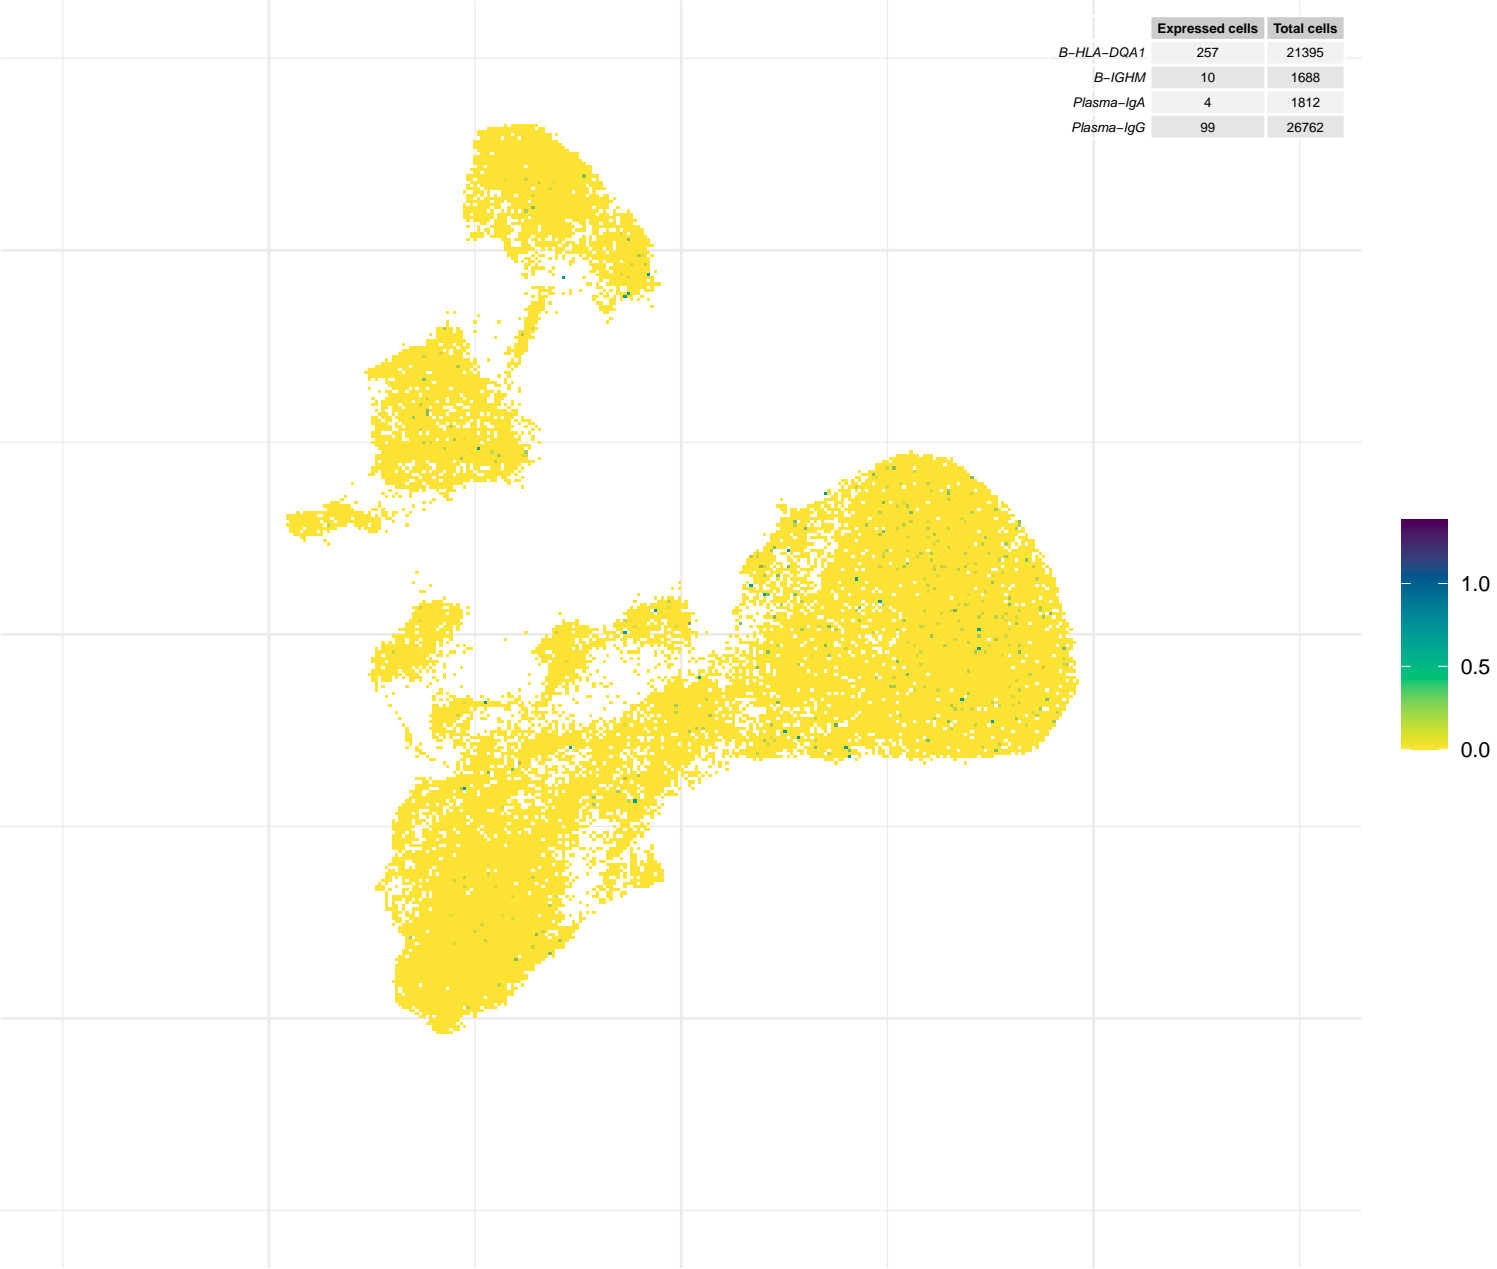 Expressed cells Total cells
B−HLA−DQA1 257 21395
B−IGHM 10 1688
Plasma−IgA 4 1812
Plasma−IgG 99 26762
1.0
0.5
0.0